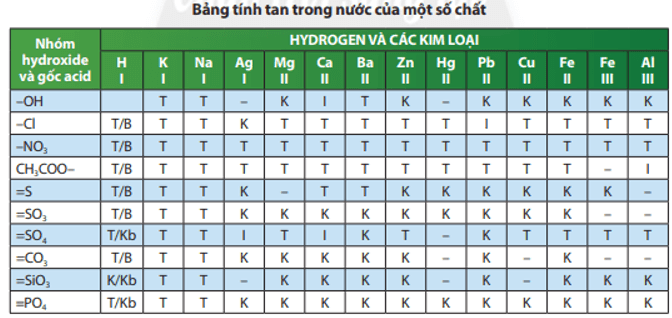 Bảng tính tan trong nước của một số chất
Nhóm hydroxide và gốc acid HYDROGEN VÀ CÁC KIM LOẠI
H K Na Ag Mg Ca Ba Zn Hg Pb Cu Fe Fe Al
I I I I II II II II II II II II III III
–OH T T – K I T K – K K K K K
–Cl T/B T T K T T T T T I T T T T
–NO₃ T/B T T T T T T T T T T T T T
CH₃COO– T/B T T T T T T T T T T T – I
=S T/B T T K – T T K K K K K K –
=SO₃ T/B T T K K K K K K K K K – –
=SO₄ T/Kb T T I T I K T – K T T T T
=CO₃ T/B T T K K K K K – K – K – –
=SiO₃ K/Kb T T – K K K K – K – K K K
≡PO₄ T/Kb T T K K K K K K K K K K K